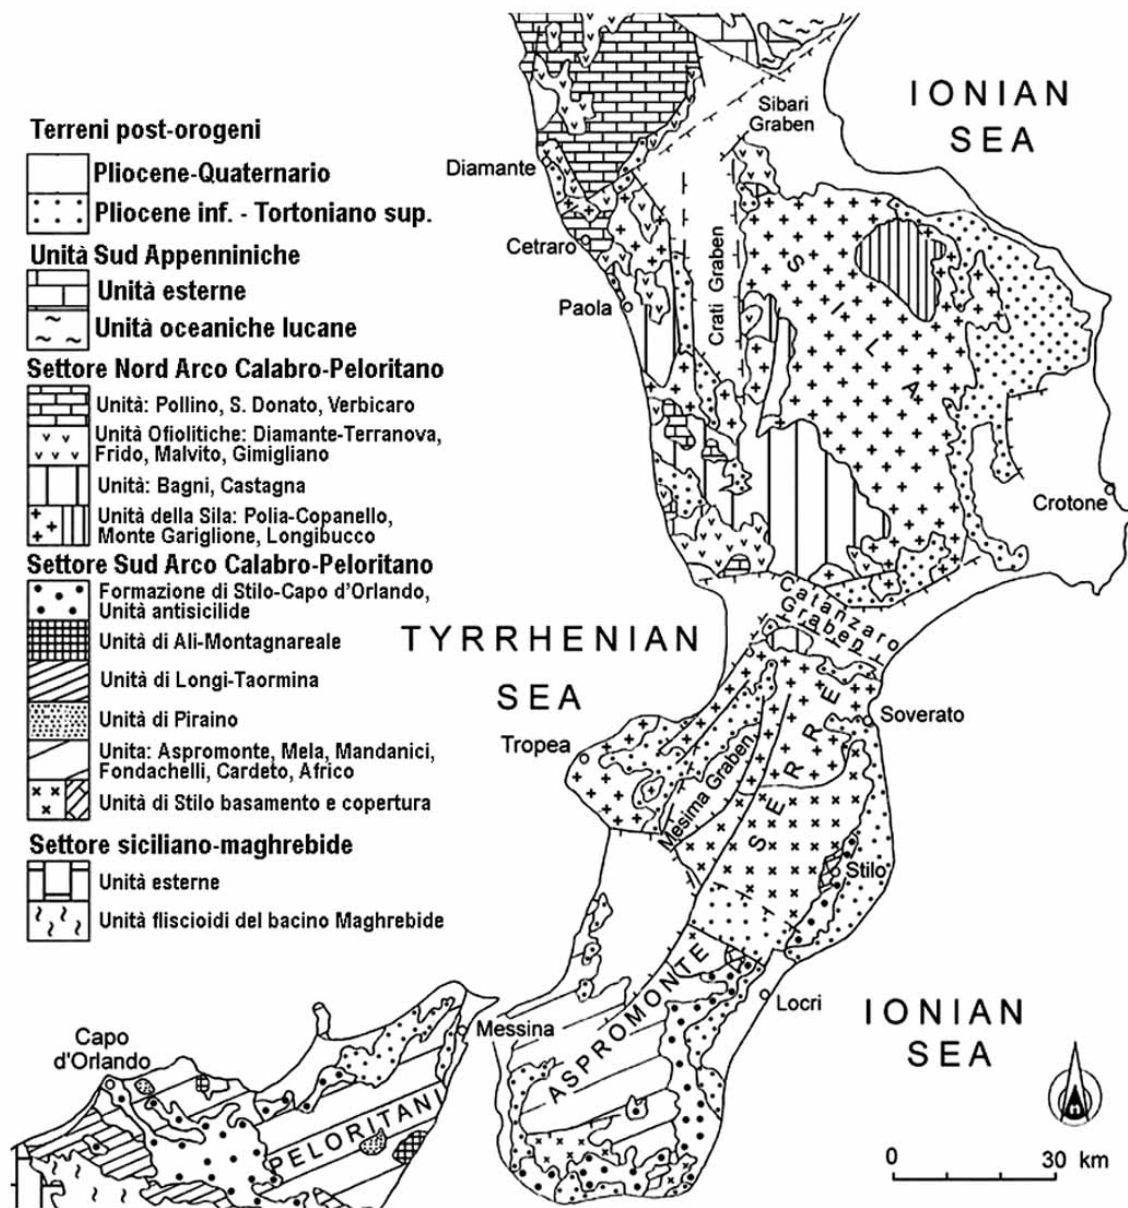 Terreni post-orogeni
Pliocene-Quaternario
Pliocene inf. - Tortoniano sup.
Unità Sud Appenniniche
Unità esterne
Unità oceaniche lucane
Settore Nord Arco Calabro-Peloritano
Unità: Pollino, S. Donato, Verbicaro
Unità Ofiolitiche: Diamante-Terranova,
Frido, Malvito, Gimigliano
Unità: Bagni, Castagna
Unità della Sila: Polia-Copanello,
Monte Gariglione, Longibucco
Settore Sud Arco Calabro-Peloritano
Formazione di Stilo-Capo d'Orlando,
Unità antisicilide
Unità di Ali-Montagnareale
Unità di Longi-Taormina
Unità di Piraino
Unita: Aspromonte, Mela, Mandanici,
Fondachelli, Cardeto, Africo
Unità di Stilo basamento e copertura
Settore siciliano-maghrebide
Unità esterne
Unità fliscioidi del bacino Maghrebide
IONIAN
SEA
Sibari
Graben
Diamante
Cetraro
Crati Graben
Paola
SILA
Crotone
Catanzaro
Graben
TYRRHENIAN
SEA
Tropea
Soverato
Mesima Graben
SERRE
Stilo
ASPROMONTE
Locri
IONIAN
SEA
Messina
Capo
d'Orlando
PELORITANI
n
0 30 km